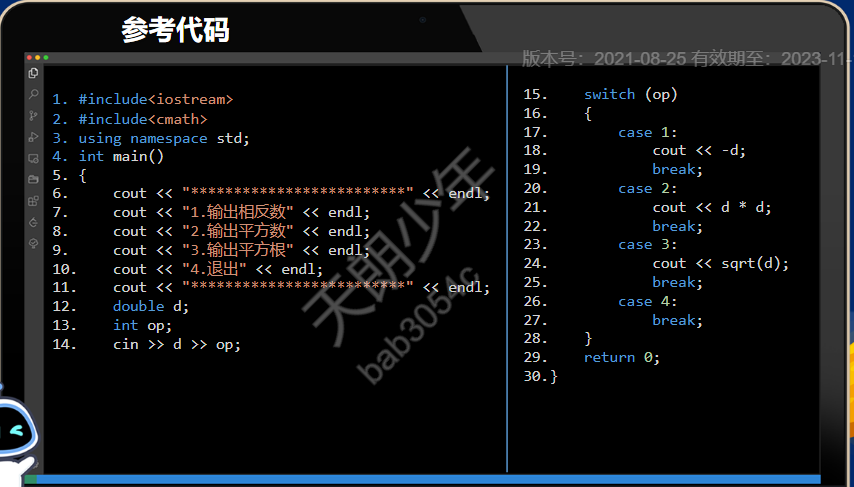 参考代码
版本号：2021-08-25 有效期至：2023-11-
1. #include<iostream>
2. #include<cmath>
3. using namespace std;
4. int main()
5. {
6.     cout << "*************************" << endl;
7.     cout << "1.输出相反数" << endl;
8.     cout << "2.输出平方数" << endl;
9.     cout << "3.输出平方根" << endl;
10.    cout << "4.退出" << endl;
11.    cout << "*************************" << endl;
12.    double d;
13.    int op;
14.    cin >> d >> op;
15.    switch (op)
16.    {
17.        case 1:
18.            cout << -d;
19.            break;
20.        case 2:
21.            cout << d * d;
22.            break;
23.        case 3:
24.            cout << sqrt(d);
25.            break;
26.        case 4:
27.            break;
28.    }
29.    return 0;
30.}
天朗少年
bab3054c